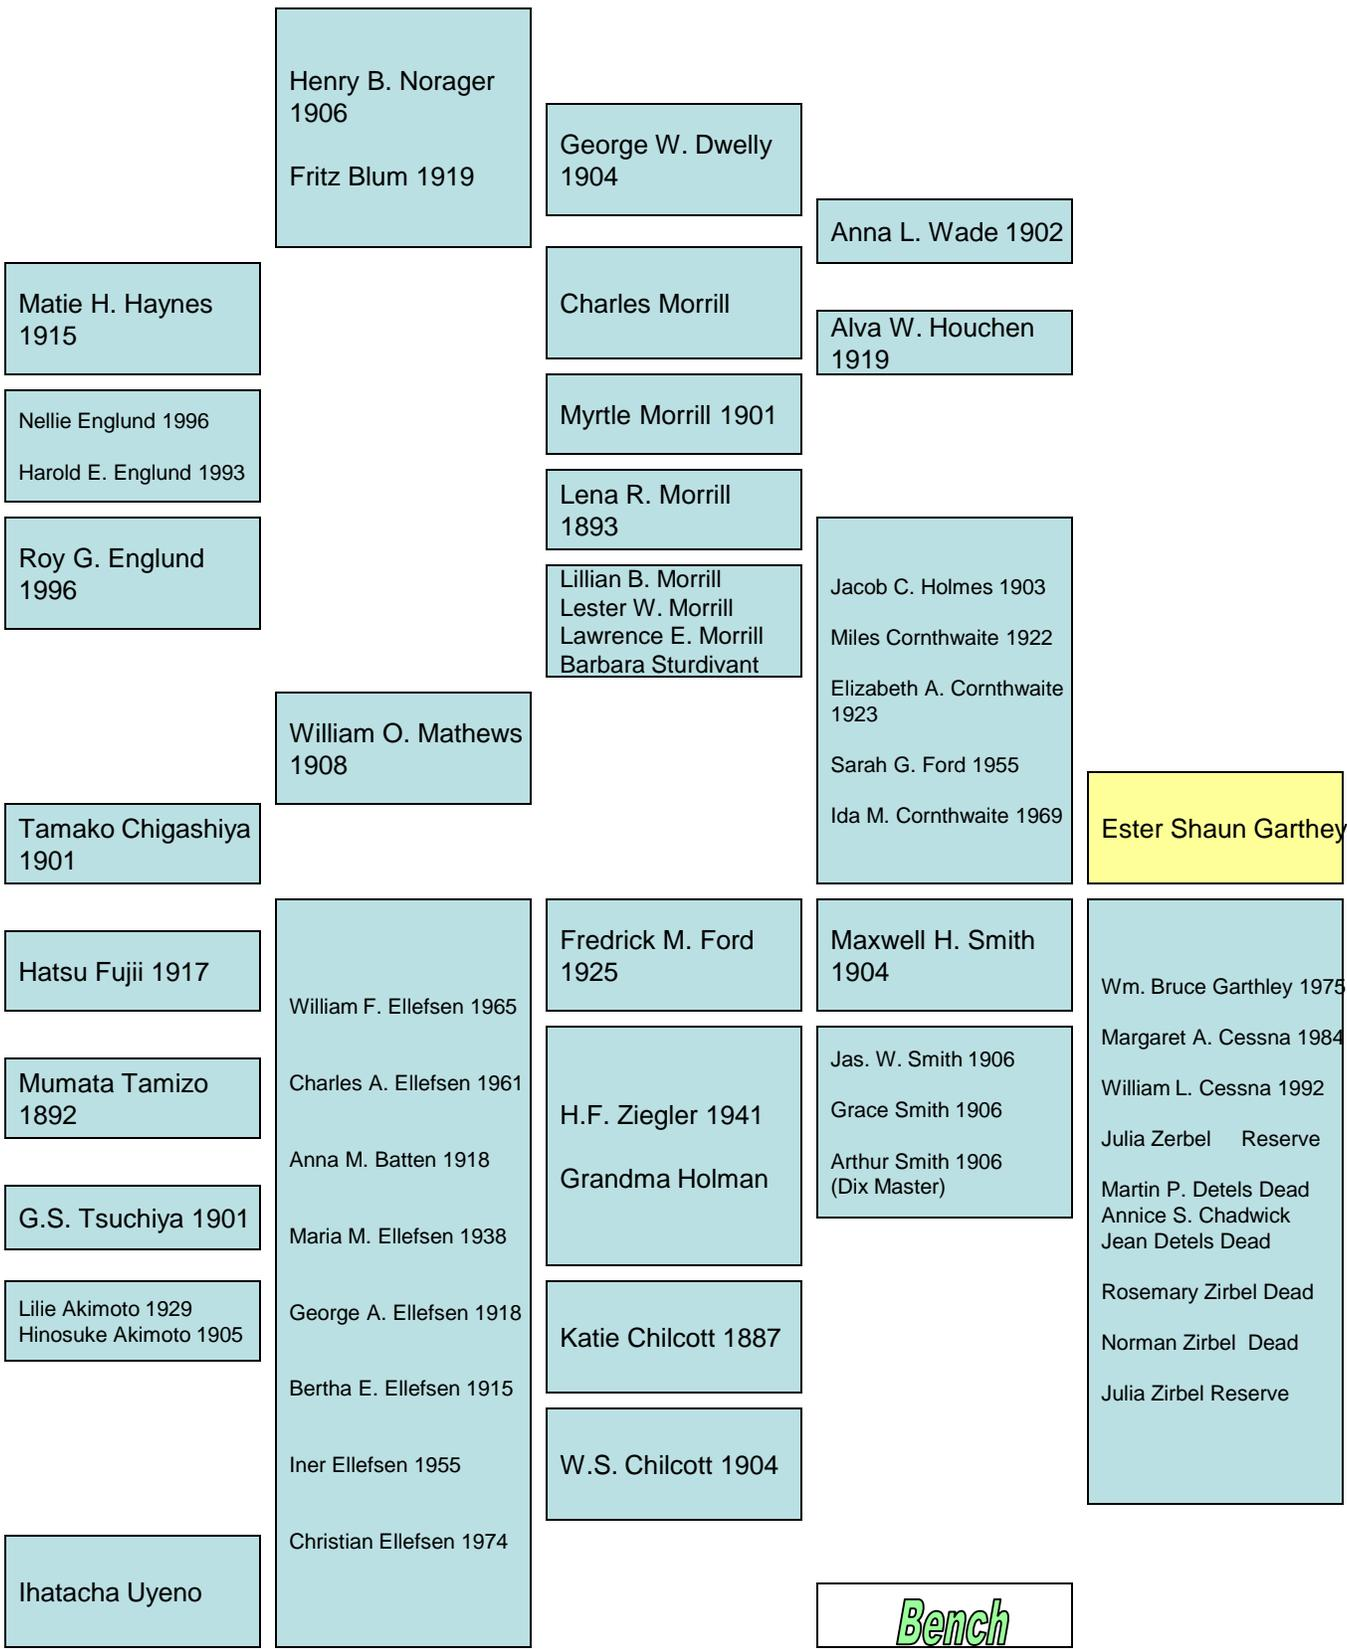 Matie H. Haynes
1915
Nellie Englund 1996
Harold E. Englund 1993
Roy G. Englund
1996
Tamako Chigashiya
1901
Hatsu Fujii 1917
Mumata Tamizo
1892
G.S. Tsuchiya 1901
Lilie Akimoto 1929
Hinosuke Akimoto 1905
Ihatacha Uyeno
Henry B. Norager
1906
Fritz Blum 1919
William O. Mathews
1908
William F. Ellefsen 1965
Charles A. Ellefsen 1961
Anna M. Batten 1918
Maria M. Ellefsen 1938
George A. Ellefsen 1918
Bertha E. Ellefsen 1915
Iner Ellefsen 1955
Christian Ellefsen 1974
George W. Dwelly
1904
Charles Morrill
Myrtle Morrill 1901
Lena R. Morrill
1893
Lillian B. Morrill
Lester W. Morrill
Lawrence E. Morrill
Barbara Sturdivant
Fredrick M. Ford
1925
H.F. Ziegler 1941
Grandma Holman
Katie Chilcott 1887
W.S. Chilcott 1904
Anna L. Wade 1902
Alva W. Houchen
1919
Jacob C. Holmes 1903
Miles Cornthwaite 1922
Elizabeth A. Cornthwaite
1923
Sarah G. Ford 1955
Ida M. Cornthwaite 1969
Maxwell H. Smith
1904
Jas. W. Smith 1906
Grace Smith 1906
Arthur Smith 1906
(Dix Master)
Bench
Ester Shaun Garthey
Wm. Bruce Garthley 1975
Margaret A. Cessna 1984
William L. Cessna 1992
Julia Zerbel Reserve
Martin P. Detels Dead
Annice S. Chadwick
Jean Detels Dead
Rosemary Zirbel Dead
Norman Zirbel Dead
Julia Zirbel Reserve